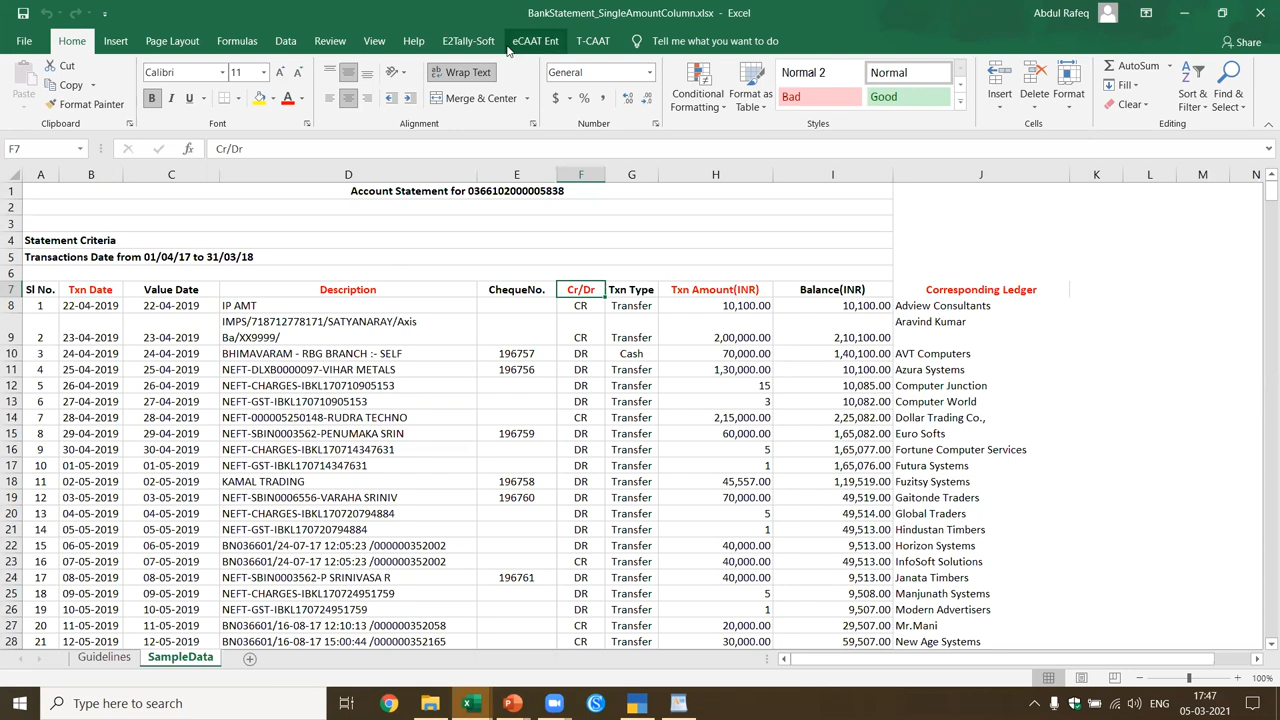 BankStatement_SingleAmountColumn.xlsx - Excel
Abdul Rafeq
File Home Insert Page Layout Formulas Data Review View Help E2Tally-Soft eCAAT Ent T-CAAT Tell me what you want to do Share
Cut
Copy
Format Painter
Paste
Clipboard
Calibri 11
B I U
Font
Wrap Text
Merge & Center
Alignment
General
$ % ,
Number
Conditional Formatting
Format as Table
Normal 2 Normal
Bad Good
Styles
Insert Delete Format
Cells
AutoSum
Fill
Clear
Sort & Filter
Find & Select
Editing
F7 fx Cr/Dr
A B C D E F G H I J K L M N
1 Account Statement for 0366102000005838
2
3
4 Statement Criteria
5 Transactions Date from 01/04/17 to 31/03/18
6
7 Sl No. Txn Date Value Date Description ChequeNo. Cr/Dr Txn Type Txn Amount(INR) Balance(INR) Corresponding Ledger
8 1 22-04-2019 22-04-2019 IP AMT CR Transfer 10,100.00 10,100.00 Adview Consultants
IMPS/718712778171/SATYANARAY/Axis Aravind Kumar
9 2 23-04-2019 23-04-2019 Ba/XX9999/ CR Transfer 2,00,000.00 2,10,100.00
10 3 24-04-2019 24-04-2019 BHIMAVARAM - RBG BRANCH :- SELF 196757 DR Cash 70,000.00 1,40,100.00 AVT Computers
11 4 25-04-2019 25-04-2019 NEFT-DLXB0000097-VIHAR METALS 196756 DR Transfer 1,30,000.00 10,100.00 Azura Systems
12 5 26-04-2019 26-04-2019 NEFT-CHARGES-IBKL170710905153 DR Transfer 15 10,085.00 Computer Junction
13 6 27-04-2019 27-04-2019 NEFT-GST-IBKL170710905153 DR Transfer 3 10,082.00 Computer World
14 7 28-04-2019 28-04-2019 NEFT-000005250148-RUDRA TECHNO CR Transfer 2,15,000.00 2,25,082.00 Dollar Trading Co.,
15 8 29-04-2019 29-04-2019 NEFT-SBIN0003562-PENUMAKA SRIN 196759 DR Transfer 60,000.00 1,65,082.00 Euro Softs
16 9 30-04-2019 30-04-2019 NEFT-CHARGES-IBKL170714347631 DR Transfer 5 1,65,077.00 Fortune Computer Services
17 10 01-05-2019 01-05-2019 NEFT-GST-IBKL170714347631 DR Transfer 1 1,65,076.00 Futura Systems
18 11 02-05-2019 02-05-2019 KAMAL TRADING 196758 DR Transfer 45,557.00 1,19,519.00 Fuzitsy Systems
19 12 03-05-2019 03-05-2019 NEFT-SBIN0006556-VARAHA SRINIV 196760 DR Transfer 70,000.00 49,519.00 Gaitonde Traders
20 13 04-05-2019 04-05-2019 NEFT-CHARGES-IBKL170720794884 DR Transfer 5 49,514.00 Global Traders
21 14 05-05-2019 05-05-2019 NEFT-GST-IBKL170720794884 DR Transfer 1 49,513.00 Hindustan Timbers
22 15 06-05-2019 06-05-2019 BN036601/24-07-17 12:05:23 /000000352002 DR Transfer 40,000.00 9,513.00 Horizon Systems
23 16 07-05-2019 07-05-2019 BN036601/24-07-17 12:05:23 /000000352002 CR Transfer 40,000.00 49,513.00 InfoSoft Solutions
24 17 08-05-2019 08-05-2019 NEFT-SBIN0003562-P SRINIVASA R 196761 DR Transfer 40,000.00 9,513.00 Janata Timbers
25 18 09-05-2019 09-05-2019 NEFT-CHARGES-IBKL170724951759 DR Transfer 5 9,508.00 Manjunath Systems
26 19 10-05-2019 10-05-2019 NEFT-GST-IBKL170724951759 DR Transfer 1 9,507.00 Modern Advertisers
27 20 11-05-2019 11-05-2019 BN036601/16-08-17 12:10:13 /000000352058 CR Transfer 20,000.00 29,507.00 Mr.Mani
28 21 12-05-2019 12-05-2019 BN036601/16-08-17 15:00:44 /000000352165 CR Transfer 30,000.00 59,507.00 New Age Systems
Guidelines SampleData
100%
Type here to search
ENG
17:47
05-03-2021